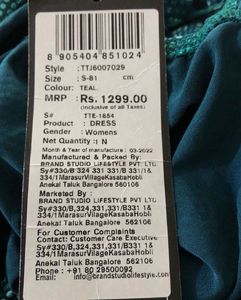 8 905404 851024
Style : TTJ6007029
Size : S-81 cm
Colour: TEAL
MRP : Rs. 1299.00
(Inclusive of all taxes)
S# TTE-1854
Product : DRESS
Gender : Womens
Net Quantity : 1 N
Month & Year of manufacture : 03-2022
Manufactured & Packed By:
BRAND STUDIO LIFESTYLE PVT LTD.
Sy#330/B/324 331 331/B 331/1&
334/1MarasurVillageKasabaHobli
Anekal Taluk Bangalore 562106
Marketed By :
BRAND STUDIO LIFESTYLE PVT LTD.
Sy#330/B,324,331,331/B331 1&
334/1MarasurVillageKasabaHobli
Anekal Taluk Bangalore 562106
For Customer Complaints
Contact: Customer Care Executive
Sy#330/B,324,331,331/B331 1&
334/1MarasurVillageKasabaHobli
Anekal Taluk Bangalore 562106
Phone : +91 80 29500092
Email : info@brandstudiolifestyle.com